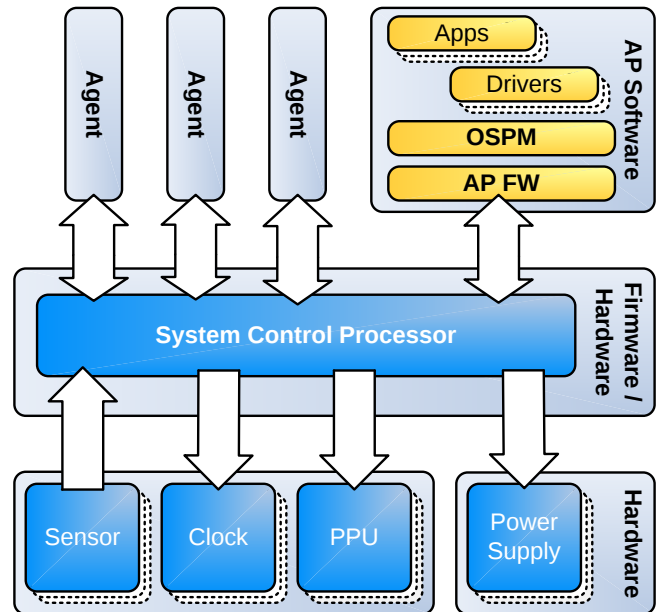 Agent
Agent
Agent
Apps
Drivers
OSPM
AP FW
AP Software
System Control Processor
Firmware /
Hardware
Sensor
Clock
PPU
Power
Supply
Hardware